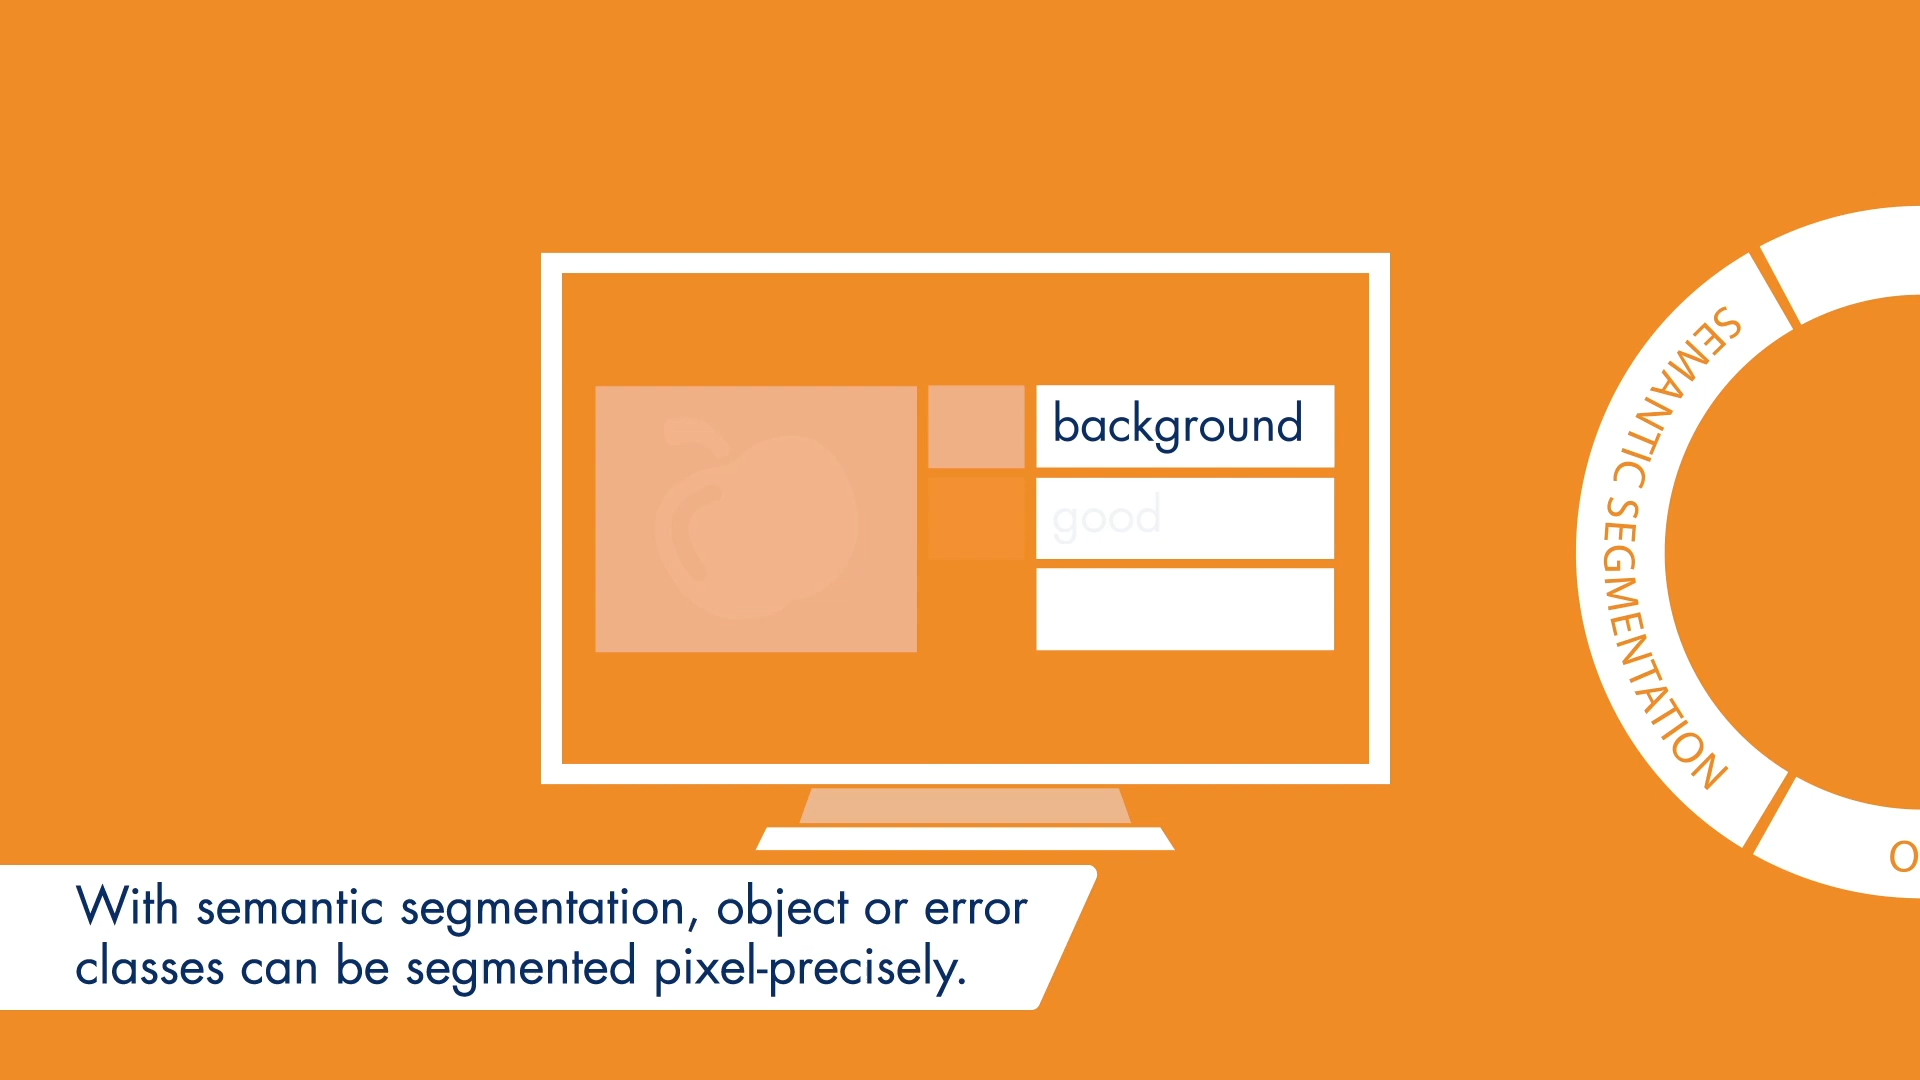 background
good
SEMANTIC SEGMENTATION
O
With semantic segmentation, object or error
classes can be segmented pixel-precisely.